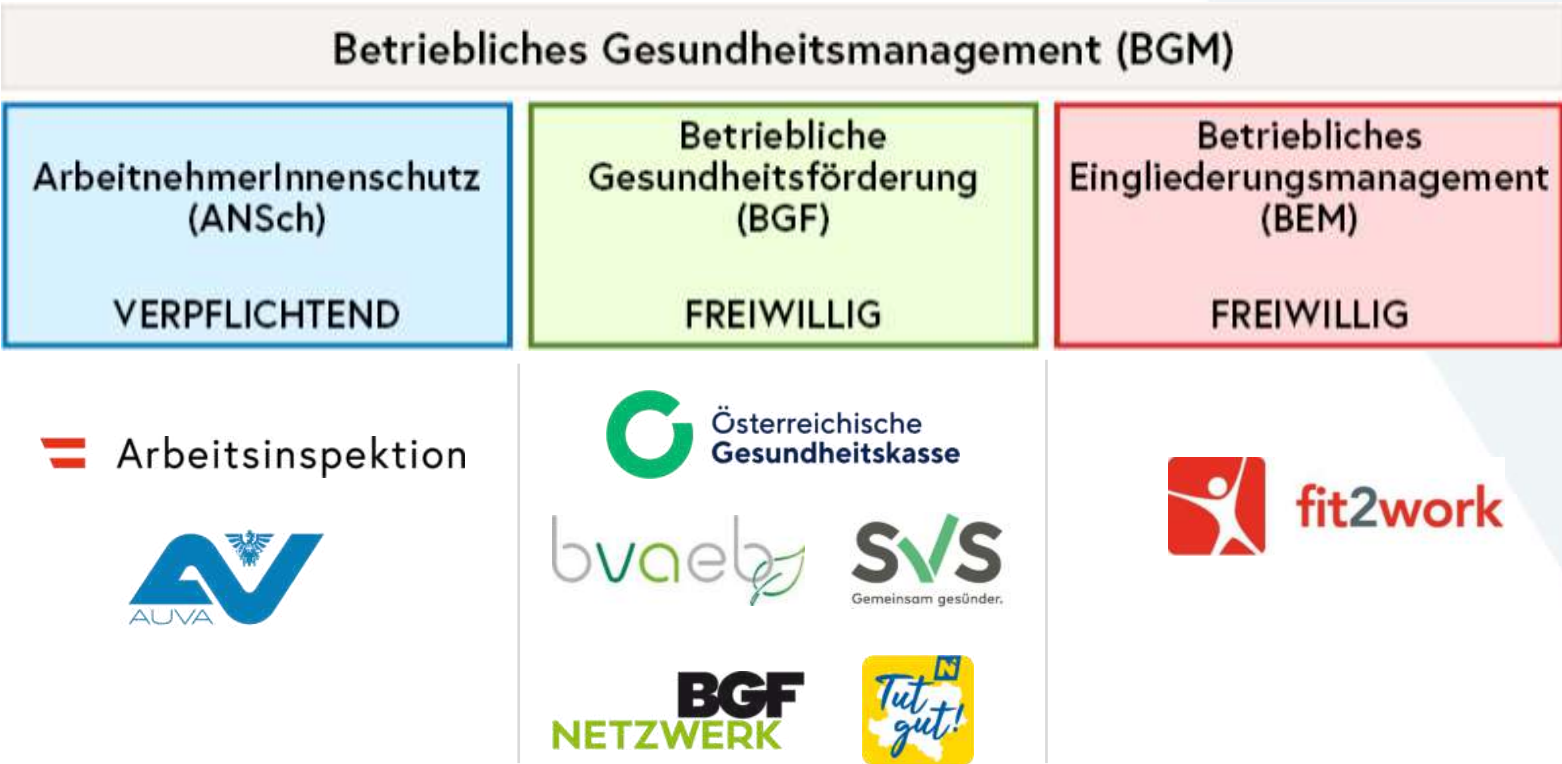 Betriebliches Gesundheitsmanagement (BGM)
ArbeitnehmerInnenschutz
(ANSch)
VERPFLICHTEND
Betriebliche
Gesundheitsförderung
(BGF)
FREIWILLIG
Betriebliches
Eingliederungsmanagement
(BEM)
FREIWILLIG
Arbeitsinspektion
AUVA
Österreichische
Gesundheitskasse
bvaeb
SVS
Gemeinsam gesünder.
BGF
NETZWERK
N
Tut
gut!
fit2work